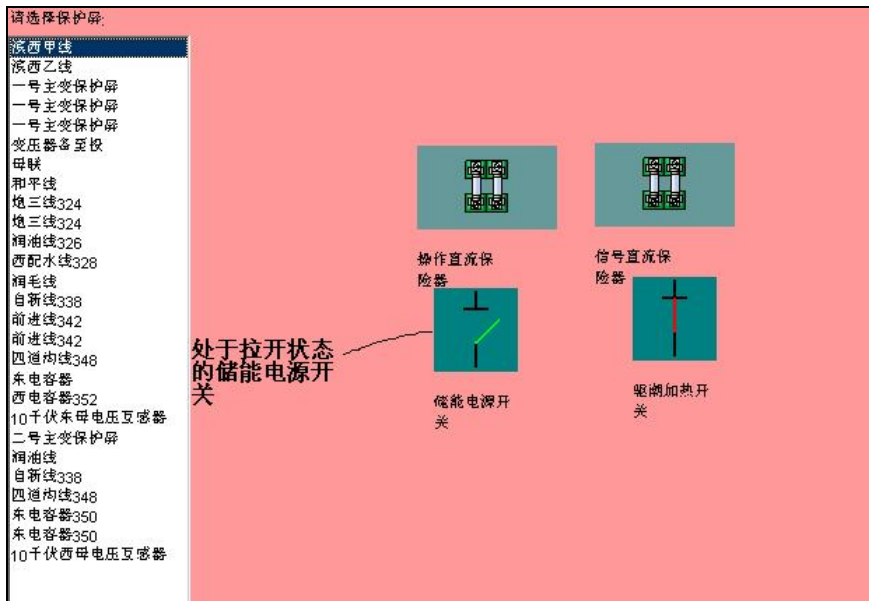 请选择保护屏:
滨西甲线
滨西乙线
一号主变保护屏
一号主变保护屏
一号主变保护屏
变压器备至投
母联
和平线
炮三线324
炮三线324
润油线326
西配水线328
润毛线
自新线338
前进线342
前进线342
四道沟线348
东电容器
西电容器352
10千伏东母电压互感器
二号主变保护屏
润油线
自新线338
四道沟线348
东电容器350
东电容器350
10千伏西母电压互感器
操作直流保
险器
信号直流保
险器
处于拉开状态
的储能电源开
关
储能电源开
关
驱潮加热开
关